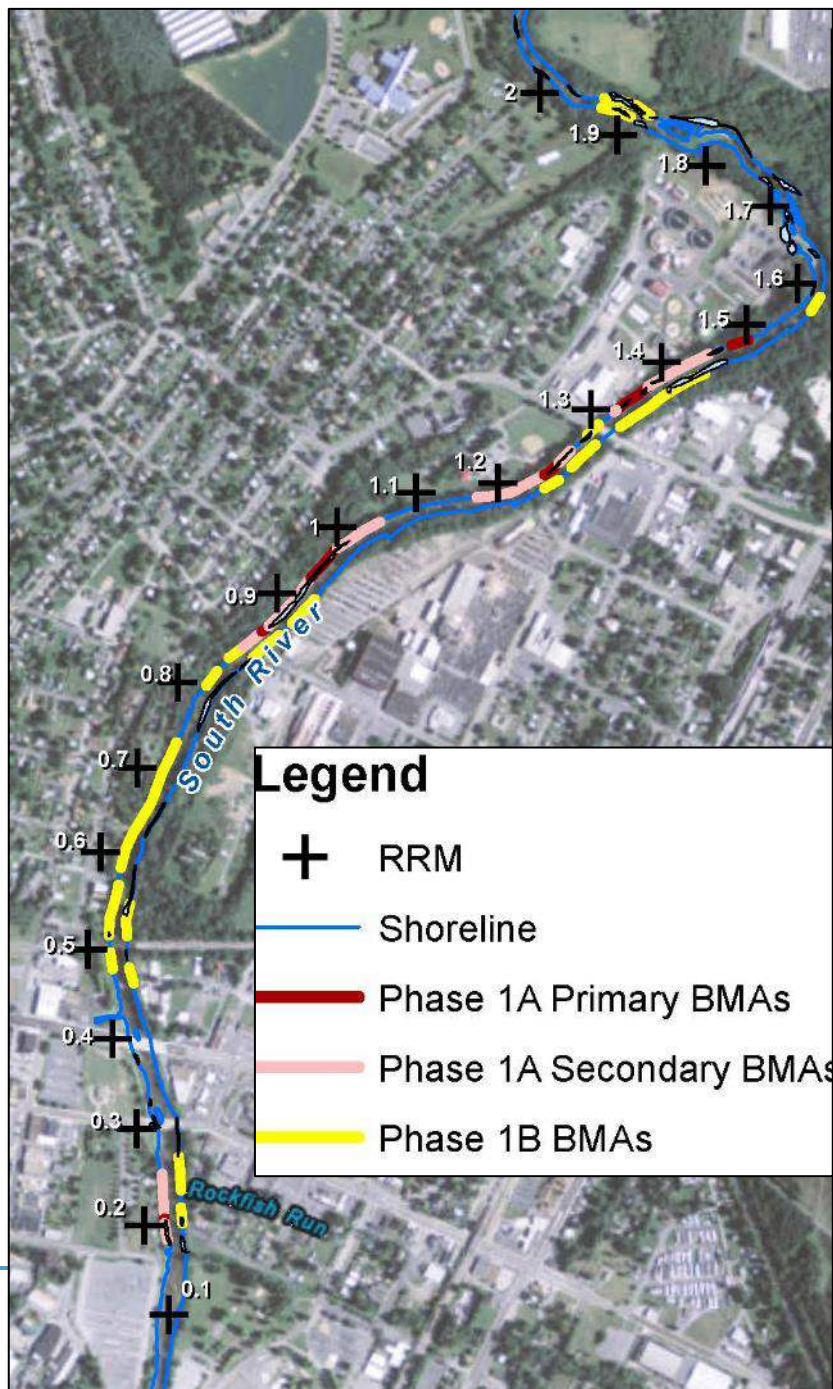 2
1.9
1.8
1.7
1.6
1.5
1.4
1.3
1.2
1.1
1
0.9
0.8
South River
0.7
0.6
0.5
0.4
0.3
0.2
Rockfish Run
0.1
Legend
RRM
Shoreline
Phase 1A Primary BMAs
Phase 1A Secondary BMAs
Phase 1B BMAs